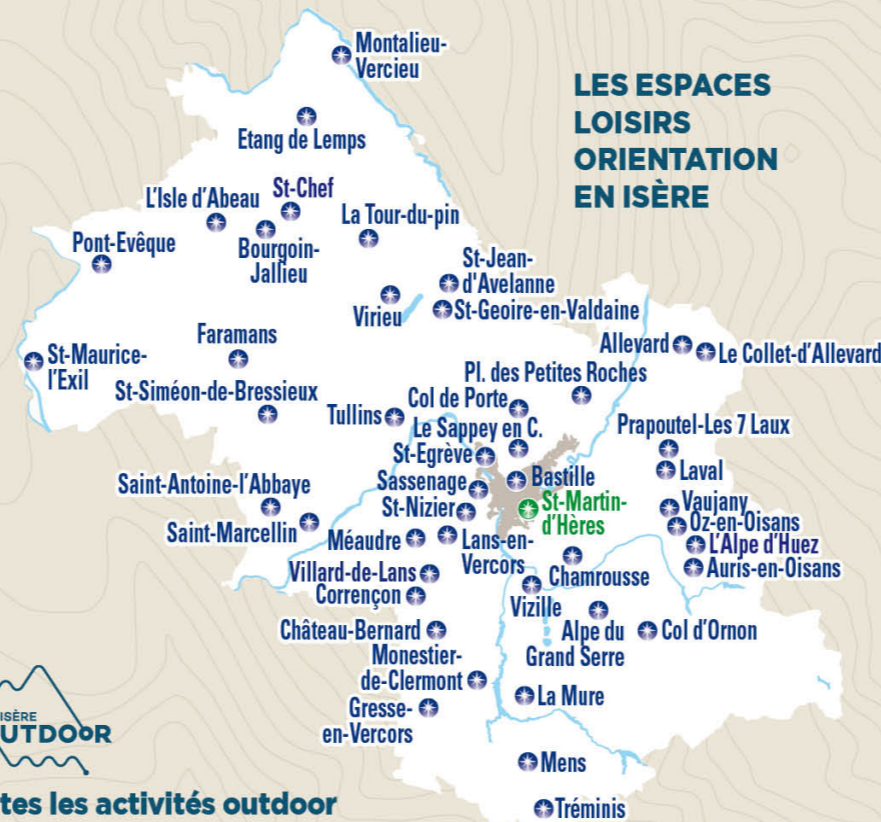 Montalieu-
Vercieu
LES ESPACES
LOISIRS
ORIENTATION
EN ISÈRE
Etang de Lemps
L'Isle d'Abeau
St-Chef
La Tour-du-pin
Pont-Evêque
Bourgoin-
Jallieu
St-Jean-
d'Avelanne
Virieu
St-Geoire-en-Valdaine
Faramans
Allevard
Le Collet-d'Allevard
St-Maurice-
l'Exil
St-Siméon-de-Bressieux
Pl. des Petites Roches
Col de Porte
Tullins
Le Sappey en C.
Prapoutel-Les 7 Laux
St-Egrève
Laval
Sassenage
Bastille
Saint-Antoine-l'Abbaye
St-Nizier
St-Martin-
d'Hères
Vaujany
Oz-en-Oisans
Saint-Marcellin
Méaudre
Lans-en-
Vercors
L'Alpe d'Huez
Auris-en-Oisans
Villard-de-Lans
Chamrousse
Corrençon
Vizille
Château-Bernard
Alpe du
Grand Serre
Col d'Ornon
Monestier-
de-Clermont
La Mure
Gresse-
en-Vercors
ISÈRE
UTDOOR
Mens
tes les activités outdoor
Tréminis